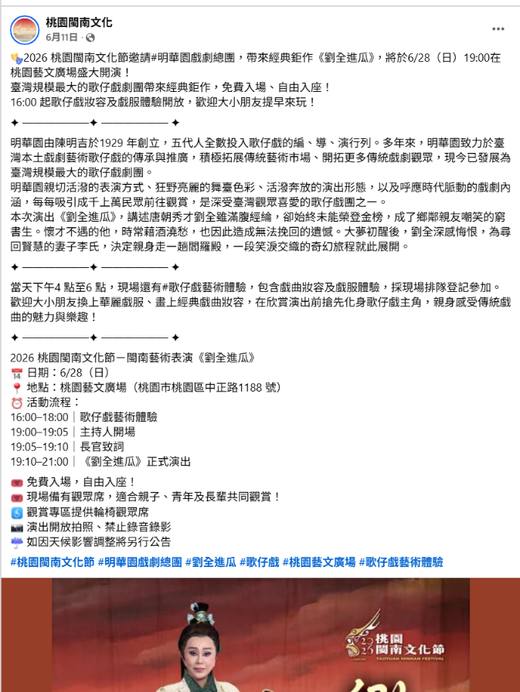 桃園閩南文化
6月11日 ·
2026 桃園閩南文化節邀請#明華園戲劇總團，帶來經典鉅作《劉全進瓜》，將於6/28（日）19:00在
桃園藝文廣場盛大開演！
臺灣規模最大的歌仔戲劇團帶來經典鉅作，免費入場、自由入座！
16:00 起歌仔戲妝容及戲服體驗開放，歡迎大小朋友提早來玩！
✦ ——————✦ —————— ✦
明華園由陳明吉於1929 年創立，五代人全數投入歌仔戲的編、導、演行列。多年來，明華園致力於臺
灣本土戲劇藝術歌仔戲的傳承與推廣，積極拓展傳統藝術市場、開拓更多傳統戲劇觀眾，現今已發展為
臺灣規模最大的歌仔戲劇團。
明華園親切活潑的表演方式、狂野亮麗的舞臺色彩、活潑奔放的演出形態，以及呼應時代脈動的戲劇內
涵，每每吸引成千上萬民眾前往觀賞，是深受臺灣觀眾喜愛的歌仔戲團之一。
本次演出《劉全進瓜》，講述唐朝秀才劉全雖滿腹經綸，卻始終未能榮登金榜，成了鄉鄰親友嘲笑的窮
書生。懷才不遇的他，時常藉酒澆愁，也因此造成無法挽回的遺憾。大夢初醒後，劉全深感悔恨，為尋
回賢慧的妻子李氏，決定親身走一趟閻羅殿，一段笑淚交織的奇幻旅程就此展開。
✦ ——————✦ —————— ✦
當天下午4 點至6 點，現場還有#歌仔戲藝術體驗，包含戲曲妝容及戲服體驗，採現場排隊登記參加。
歡迎大小朋友換上華麗戲服、畫上經典戲曲妝容，在欣賞演出前搶先化身歌仔戲主角，親身感受傳統戲
曲的魅力與樂趣！
✦ ——————✦ —————— ✦
2026 桃園閩南文化節－閩南藝術表演《劉全進瓜》
📅 日期：6/28（日）
📍 地點：桃園藝文廣場（桃園市桃園區中正路1188 號）
⏰ 活動流程：
16:00–18:00｜歌仔戲藝術體驗
19:00–19:05｜主持人開場
19:05–19:10｜長官致詞
19:10–21:00｜《劉全進瓜》正式演出
🎟 免費入場，自由入座！
🎟 現場備有觀眾席，適合親子、青年及長輩共同觀賞！
♿ 觀賞專區提供輪椅觀眾席
📷 演出開放拍照、禁止錄音錄影
☔ 如因天候影響調整將另行公告
#桃園閩南文化節 #明華園戲劇總團 #劉全進瓜 #歌仔戲 #桃園藝文廣場 #歌仔戲藝術體驗
2026 桃園
閩南文化節
TAOYUAN MINNAN FESTIVAL